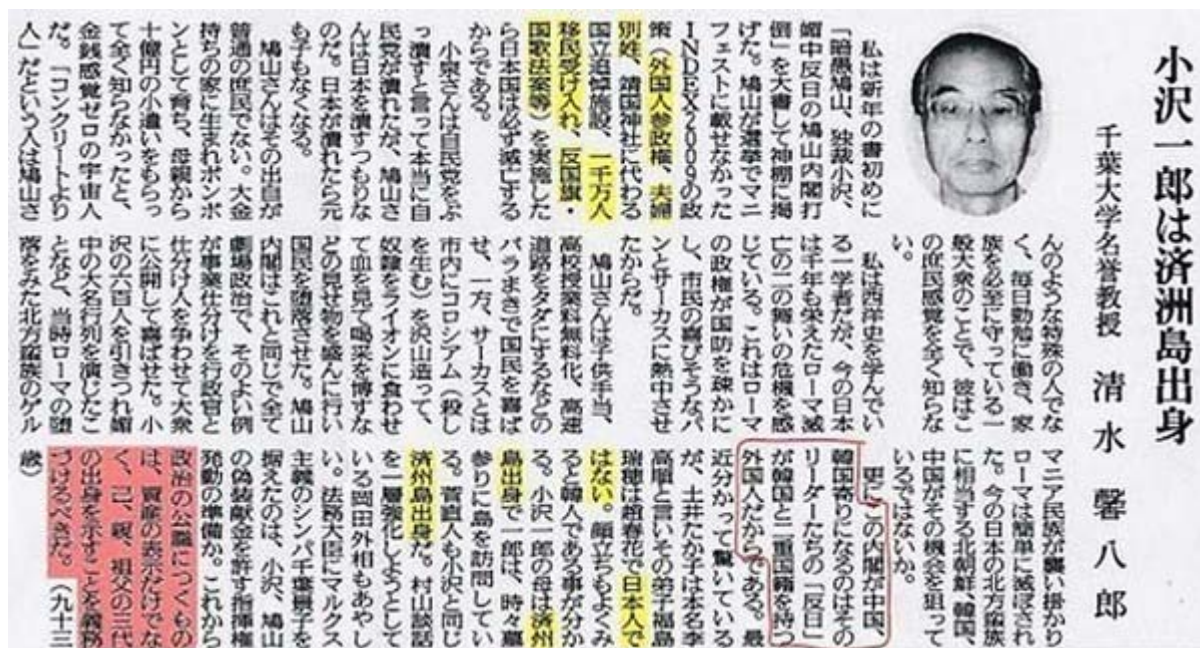 小沢一郎は済洲島出身
千葉大学名誉教授　清水馨八郎
私は新年の書初めに
「暗愚鳩山、独裁小沢、
媚中反日の鳩山内閣打
倒」を大書して神棚に掲
げた。鳩山が選挙でマニ
フェストに載せなかった
INDEX2009の政
策（外国人参政権、夫婦
別姓、靖国神社に代わる
国立追悼施設、一千万人
移民受け入れ、反国旗・
国歌法案等）を実施した
ら日本国は必ず滅亡する
からである。
小泉さんは自民党をぶ
っ潰すと言って本当に自
民党が潰れたが、鳩山さ
んは日本を潰すつもりな
のだ。日本が潰れたら元
も子もなくなる。
鳩山さんはその出自が
普通の庶民でない。大金
持ちの家に生まれボンボ
ンとして育ち、母親から
十億円の小遣いをもらっ
て全く知らなかったと、
金銭感覚ゼロの宇宙人
だ。「コンクリートより
人」だという人は鳩山さ
んのような特殊の人でな
く、毎日勤勉に働き、家
族を必至に守っている一
般大衆のことで、彼はこ
の庶民感覚を全く知らな
い。
私は西洋史を学んでい
る一学者だが、今の日本
は千年も栄えたローマ滅
亡の二の舞いの危機を感
じている。これはローマ
の政権が国防を疎かに
し、市民の喜びそうな、パ
ンとサーカスに熱中させ
たからだ。
鳩山さんは子供手当、
高校授業料無料化、高速
道路をタダにするなどの
バラまきで国民を喜ば
せ、一方、サーカスとは
市内にコロシアム（殺し
を生む）を沢山造って、
奴隷をライオンに食わせ
て血を見て喝采を博すな
どの見せ物を盛んに行い
国民を堕落させた。鳩山
内閣はこれと同じで全て
劇場政治で、そのよい例
が事業仕分けを行政官と
仕分け人を争わせて大衆
に公開して喜ばせた。小
沢の六百人を引きつれ媚
中の大名行列を演じたこ
となど、当時ローマの堕
落をみた北方蛮族のゲル
マニア民族が襲い掛かり
ローマは簡単に滅ぼされ
た。今の日本の北方蛮族
に相当する北朝鮮、韓国、
中国がその機会を狙って
いるではないか。
更に、この内閣が中国、
韓国寄りになるのはその
リーダーたちの「反日」
が韓国と二重国籍を持つ
外国人だからである。最
近分かって驚いている
が、土井たか子は本名李
高順と言いその弟子福島
瑞穂は趙春花で日本人で
はない。顔立ちもよくみ
ると韓人である事が分か
る。小沢一郎の母は済州
島出身で一郎は、時々墓
参りに島を訪問してい
る。菅直人も小沢と同じ
済州島出身だ。村山談話
を一層強化しようとして
いる岡田外相もあやし
い。法務大臣にマルクス
主義のシンパ千葉景子を
据えたのは、小沢、鳩山
の偽装献金を許す指揮権
発動の準備か。これから
政治の公職につくもの
は、資産の表示だけでな
く、己、親、祖父の三代
の出身を示すことを義務
づけるべきだ。（九十三
歳）